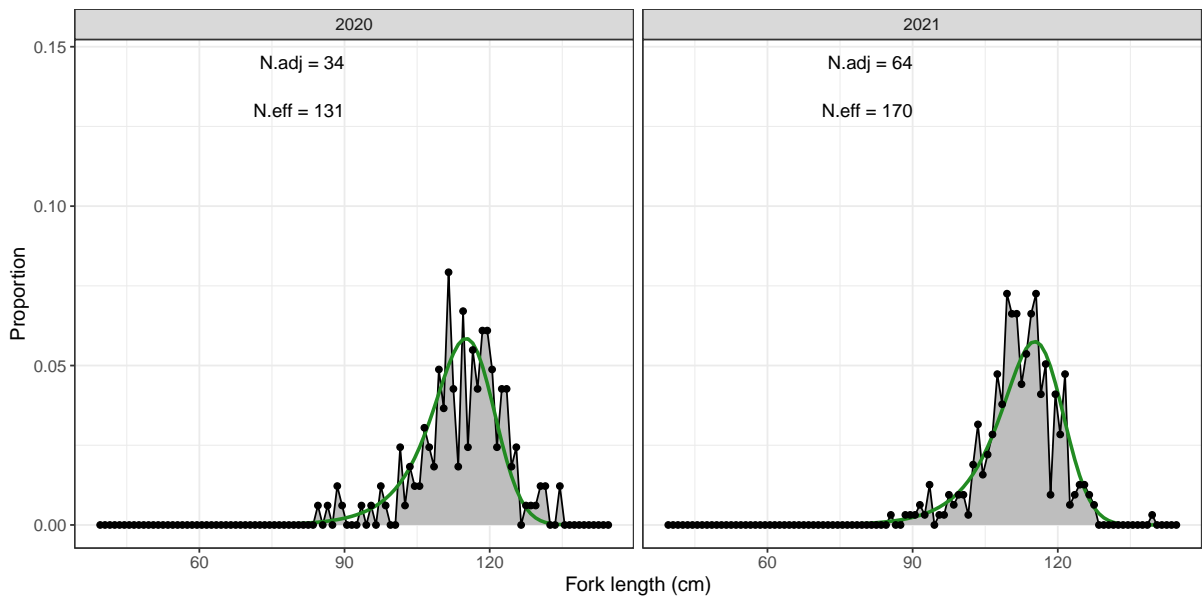 2020
2021
0.15
N.adj = 34
N.adj = 64
N.eff = 131
N.eff = 170
0.10
Proportion
0.05
0.00
60
90
120
60
90
120
Fork length (cm)